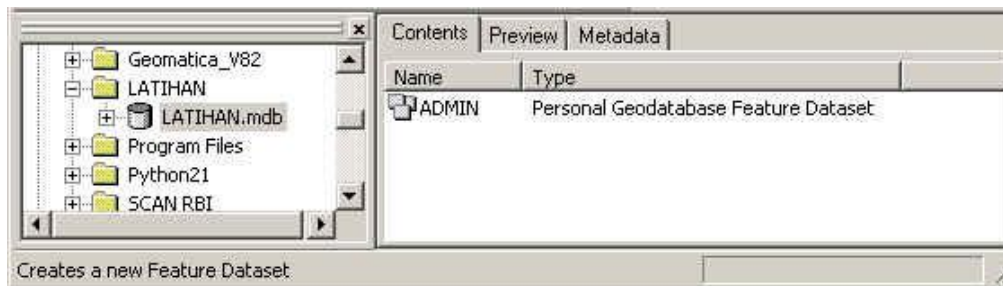 Geomatica_V82
LATIHAN
LATIHAN.mdb
Program Files
Python21
SCAN RBI
Contents Preview Metadata
Name Type
ADMIN Personal Geodatabase Feature Dataset
Creates a new Feature Dataset